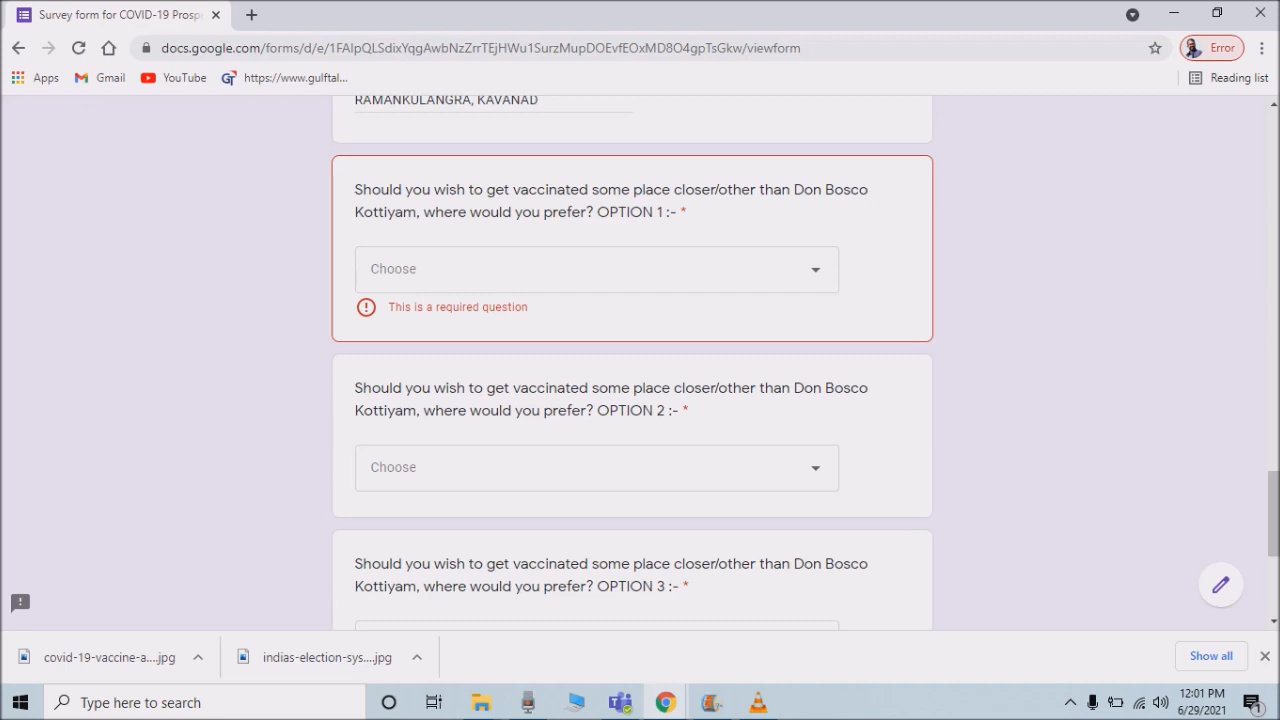 Survey form for COVID-19 Prosp
docs.google.com/forms/d/e/1FAIpQLSdixYqgAwbNzZrrTEjHWu1SurzMupDOEvfEOxMD8O4gpTsGkw/viewform
Error
Apps
Gmail
YouTube
https://www.gulftal...
Reading list
RAMANKULANGRA, KAVANAD
Should you wish to get vaccinated some place closer/other than Don Bosco
Kottiyam, where would you prefer? OPTION 1 :- *
Choose
This is a required question
Should you wish to get vaccinated some place closer/other than Don Bosco
Kottiyam, where would you prefer? OPTION 2 :- *
Choose
Should you wish to get vaccinated some place closer/other than Don Bosco
Kottiyam, where would you prefer? OPTION 3 :- *
covid-19-vaccine-a....jpg
indias-election-sys....jpg
Show all
Type here to search
12:01 PM
6/29/2021
1